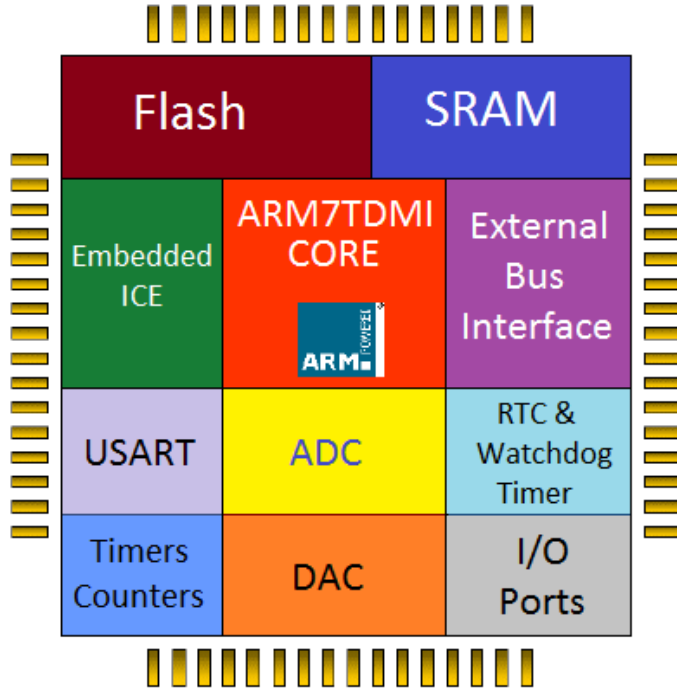 Flash
SRAM
Embedded
ICE
ARM7TDMI
CORE
ARM
POWERED
External
Bus
Interface
USART
ADC
RTC &
Watchdog
Timer
Timers
Counters
DAC
I/O
Ports